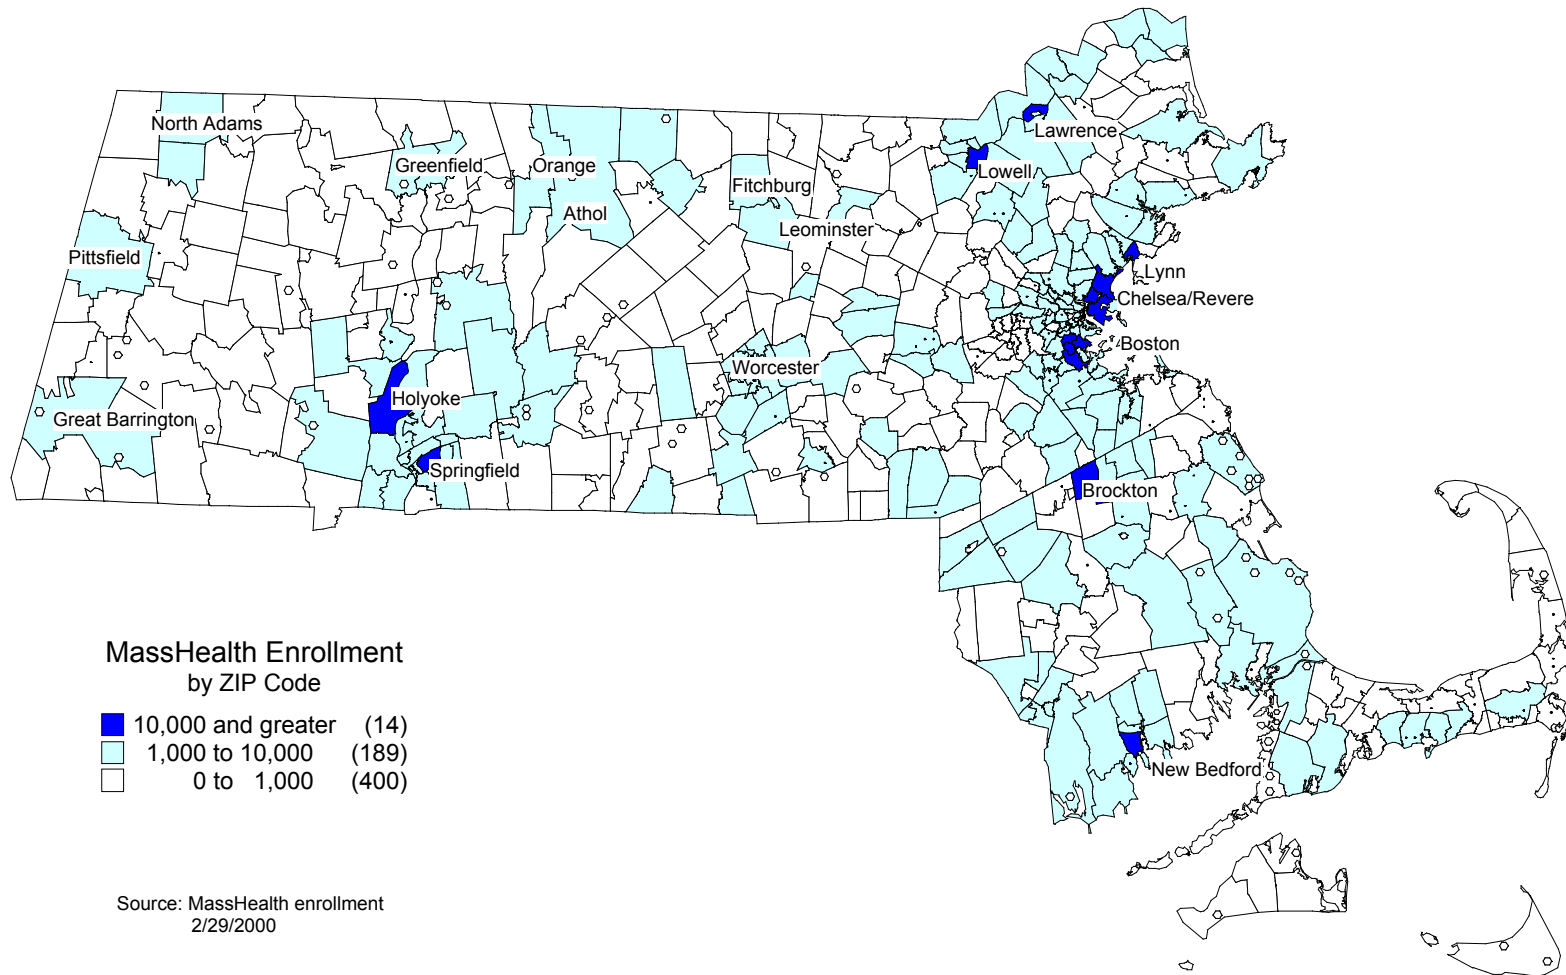 North Adams
Lawrence
Greenfield
Orange
Lowell
Fitchburg
Athol
Leominster
Pittsfield
Lynn
Chelsea/Revere
Boston
Worcester
Holyoke
Great Barrington
Springfield
Brockton
New Bedford
MassHealth Enrollment
by ZIP Code
10,000 and greater (14)
1,000 to 10,000 (189)
0 to 1,000 (400)
Source: MassHealth enrollment
2/29/2000